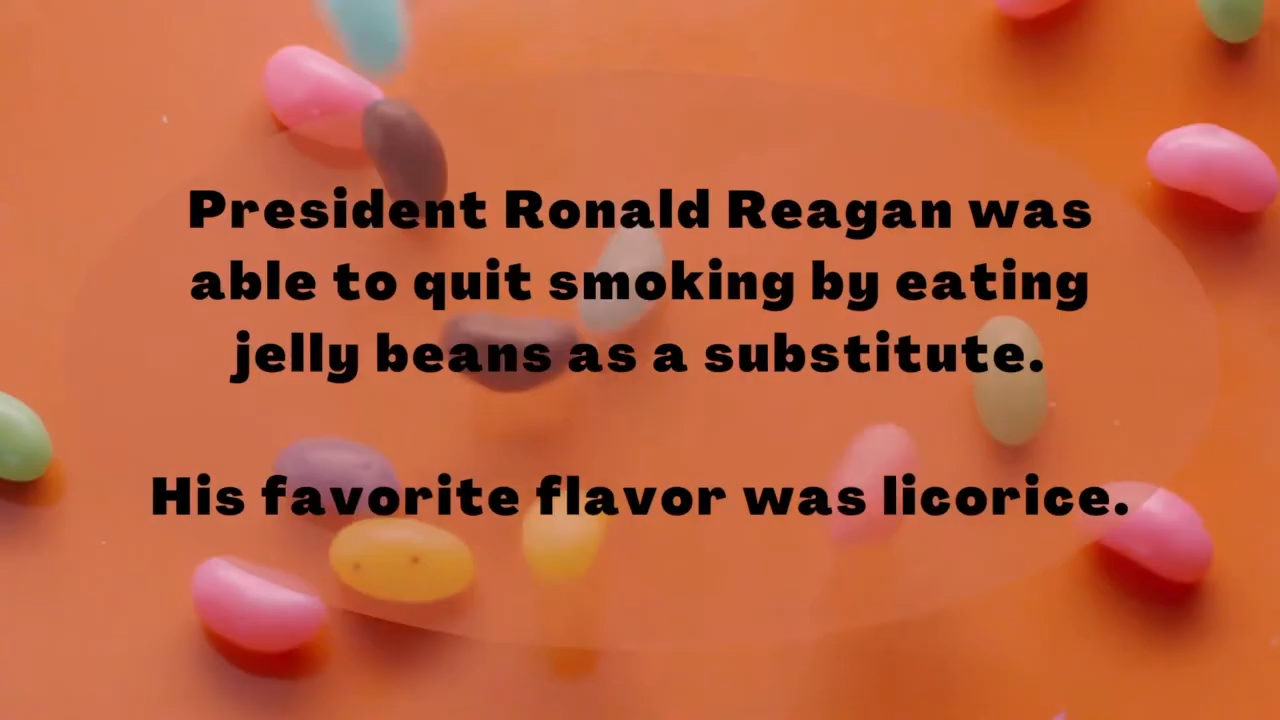 President Ronald Reagan was
able to quit smoking by eating
jelly beans as a substitute.
His favorite flavor was licorice.